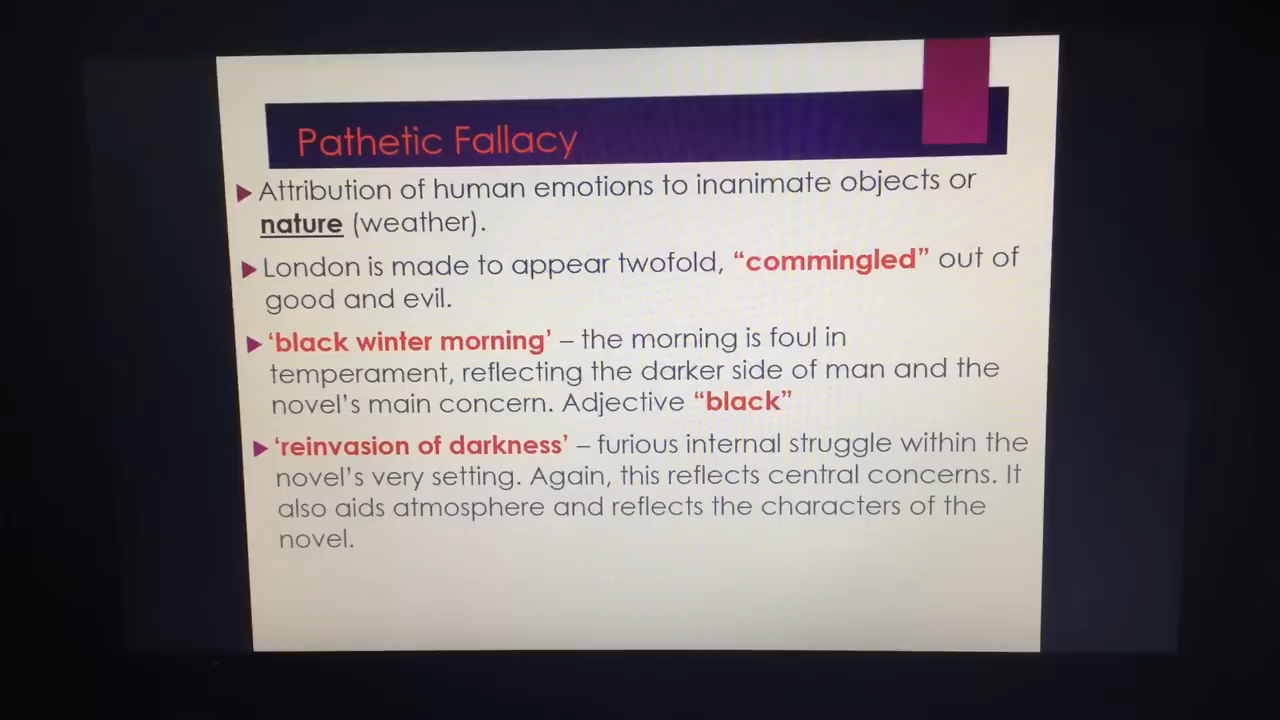 Pathetic Fallacy
Attribution of human emotions to inanimate objects or
nature (weather).
London is made to appear twofold, “commingled” out of
good and evil.
‘black winter morning’ – the morning is foul in
temperament, reflecting the darker side of man and the
novel’s main concern. Adjective “black”
‘reinvasion of darkness’ – furious internal struggle within the
novel’s very setting. Again, this reflects central concerns. It
also aids atmosphere and reflects the characters of the
novel.